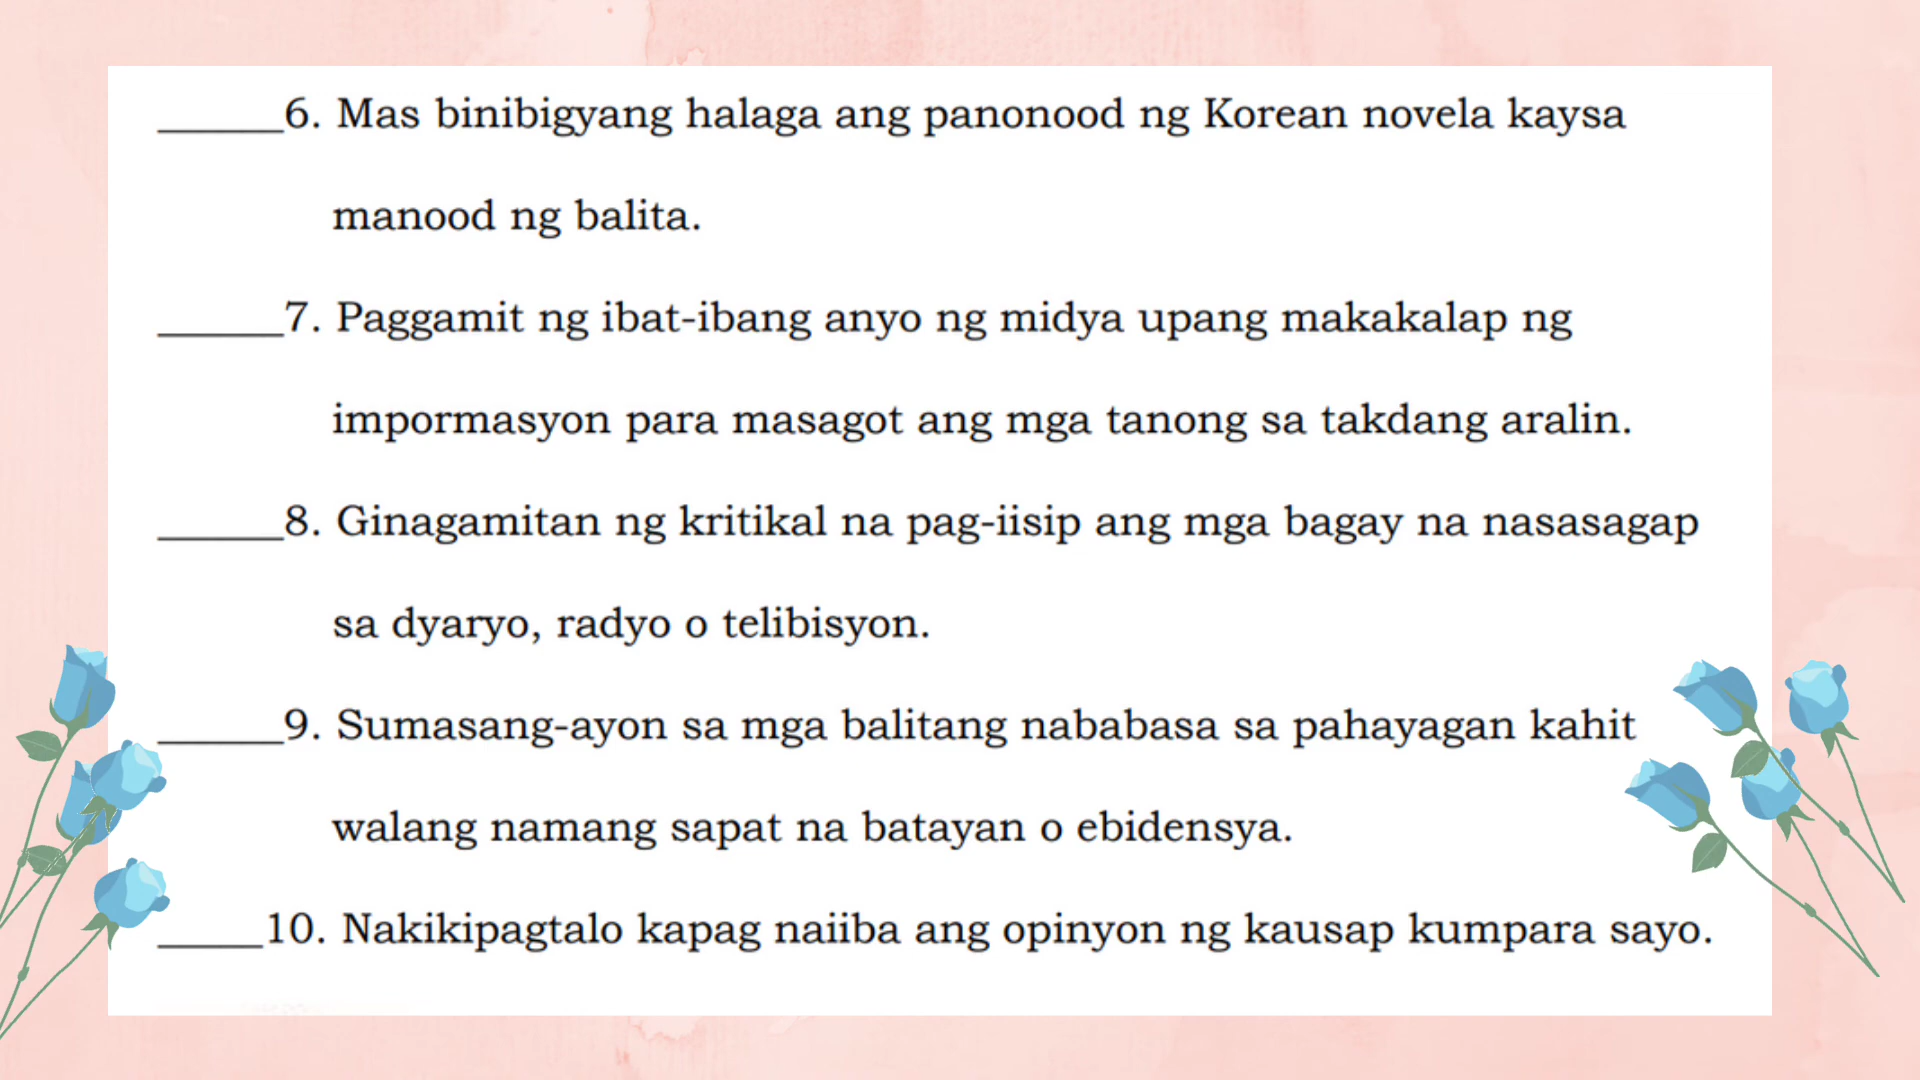 ______6. Mas binibigyang halaga ang panonood ng Korean novela kaysa
manood ng balita.
______7. Paggamit ng ibat-ibang anyo ng midya upang makakalap ng
impormasyon para masagot ang mga tanong sa takdang aralin.
______8. Ginagamitan ng kritikal na pag-iisip ang mga bagay na nasasagap
sa dyaryo, radyo o telibisyon.
______9. Sumasang-ayon sa mga balitang nababasa sa pahayagan kahit
walang namang sapat na batayan o ebidensya.
_____10. Nakikipagtalo kapag naiiba ang opinyon ng kausap kumpara sayo.